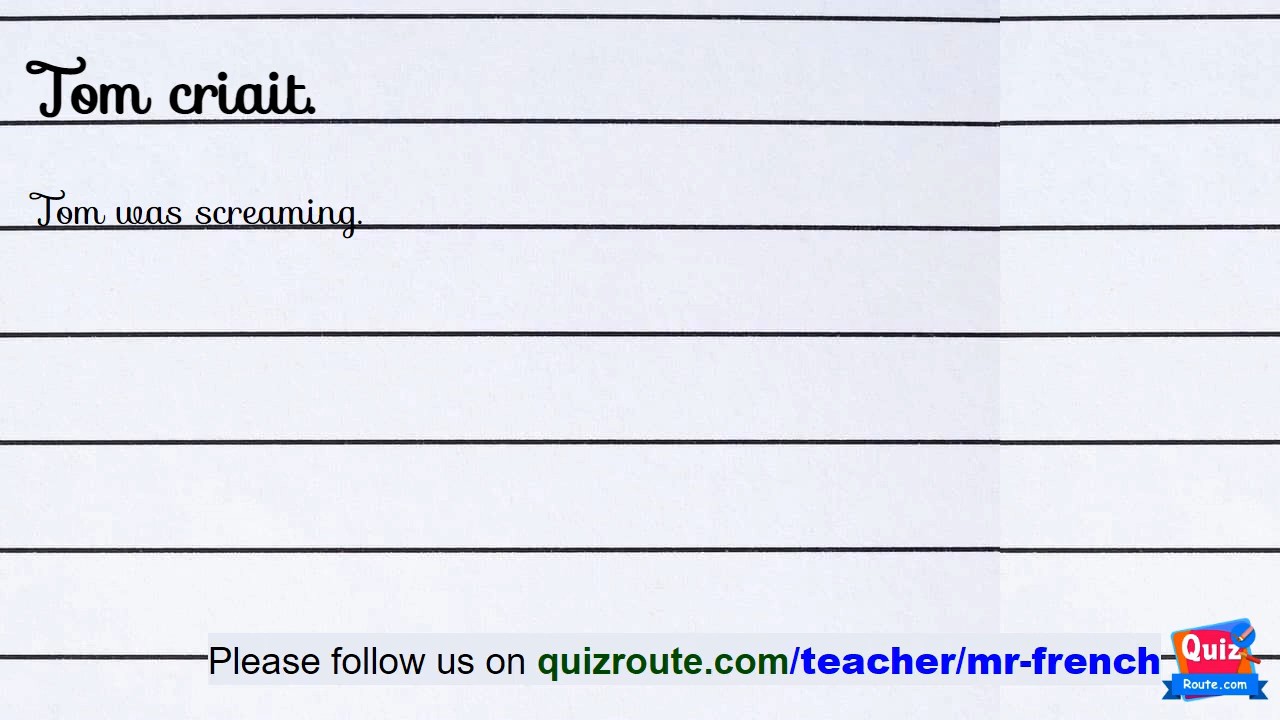 Tom criait.
Tom was screaming.
Please follow us on quizroute.com/teacher/mr-french
Quiz
Route.com